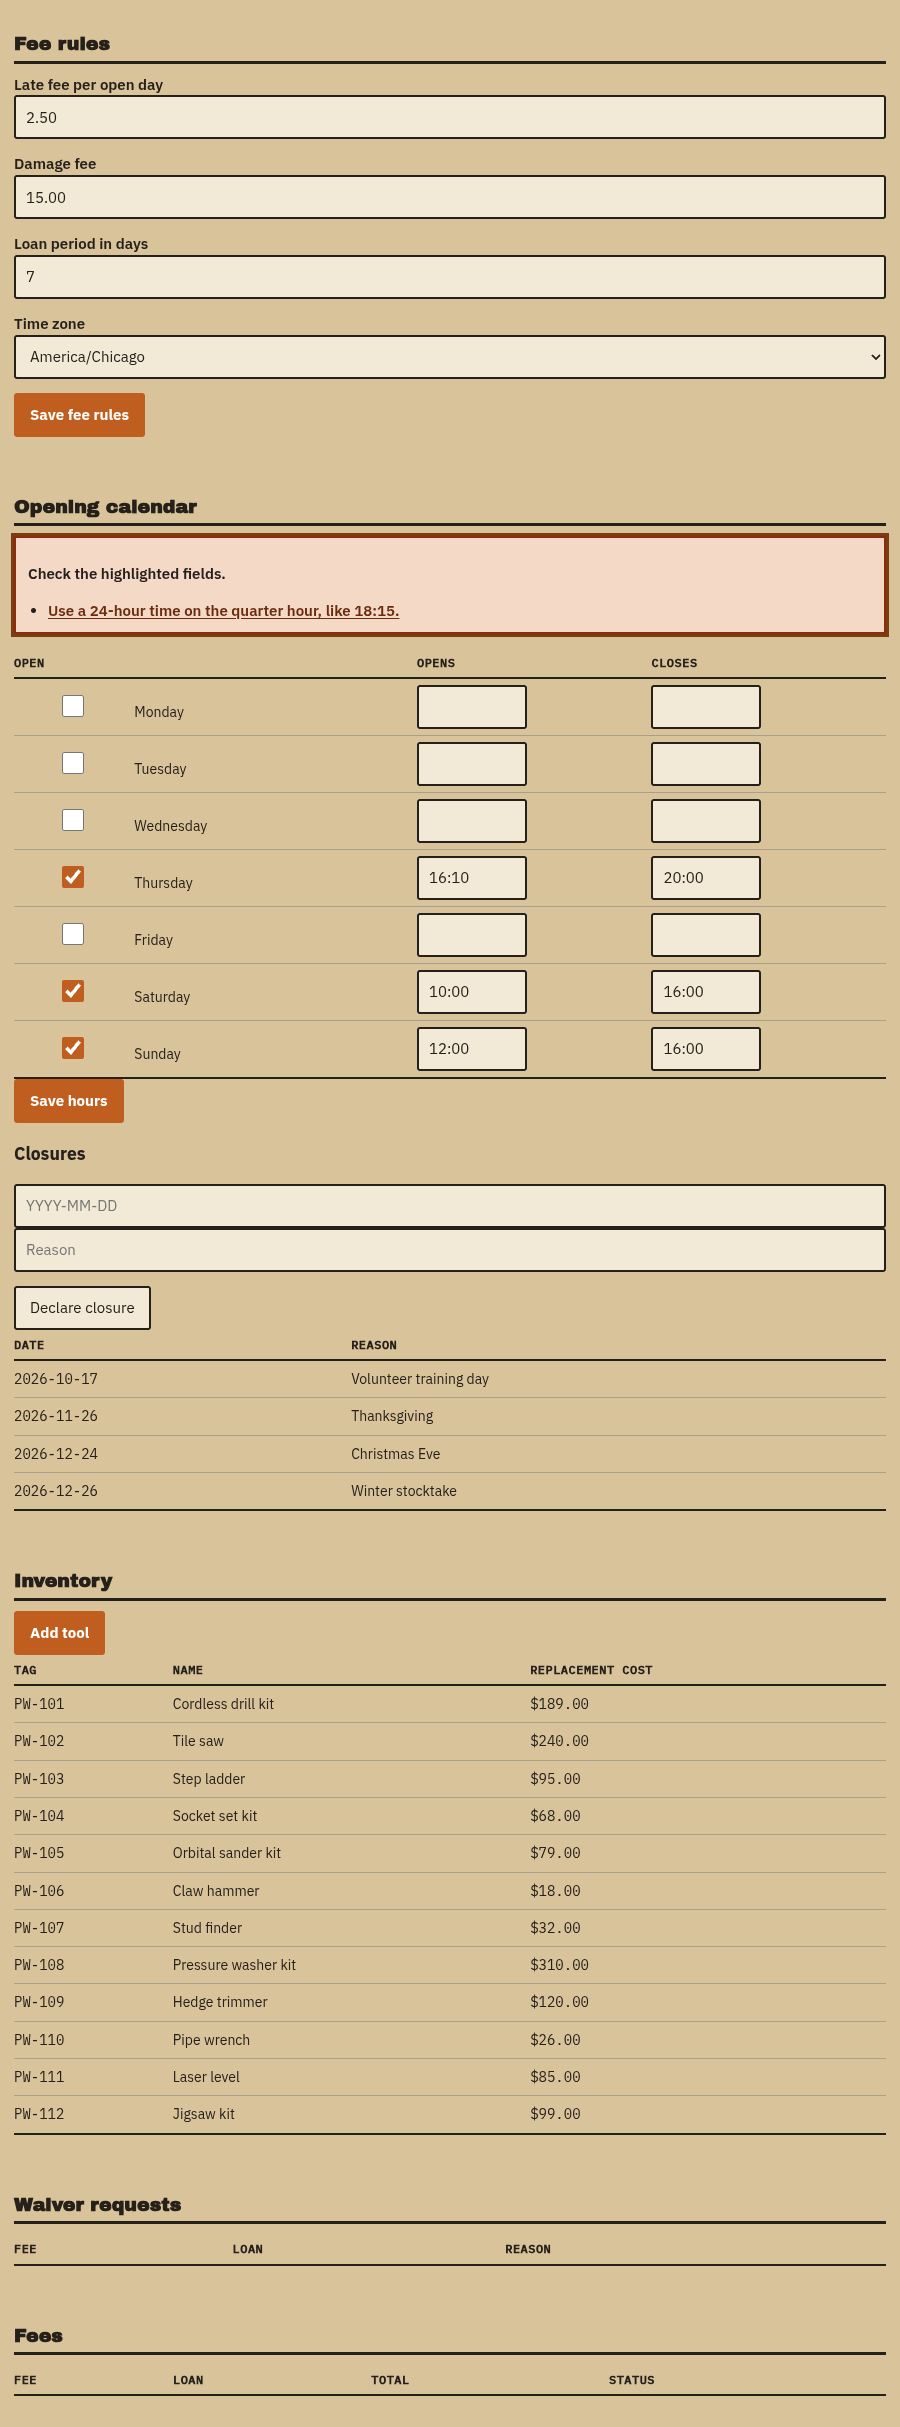 Fee rules
Late fee per open day
2.50
Damage fee
15.00
Loan period in days
7
Time zone
America/Chicago
Save fee rules
Opening calendar
Check the highlighted fields.
Use a 24-hour time on the quarter hour, like 18:15.
OPEN OPENS CLOSES
Monday
Tuesday
Wednesday
Thursday 16:10 20:00
Friday
Saturday 10:00 16:00
Sunday 12:00 16:00
Save hours
Closures
YYYY-MM-DD
Reason
Declare closure
DATE REASON
2026-10-17 Volunteer training day
2026-11-26 Thanksgiving
2026-12-24 Christmas Eve
2026-12-26 Winter stocktake
Inventory
Add tool
TAG NAME REPLACEMENT COST
PW-101 Cordless drill kit $189.00
PW-102 Tile saw $240.00
PW-103 Step ladder $95.00
PW-104 Socket set kit $68.00
PW-105 Orbital sander kit $79.00
PW-106 Claw hammer $18.00
PW-107 Stud finder $32.00
PW-108 Pressure washer kit $310.00
PW-109 Hedge trimmer $120.00
PW-110 Pipe wrench $26.00
PW-111 Laser level $85.00
PW-112 Jigsaw kit $99.00
Waiver requests
FEE LOAN REASON
Fees
FEE LOAN TOTAL STATUS